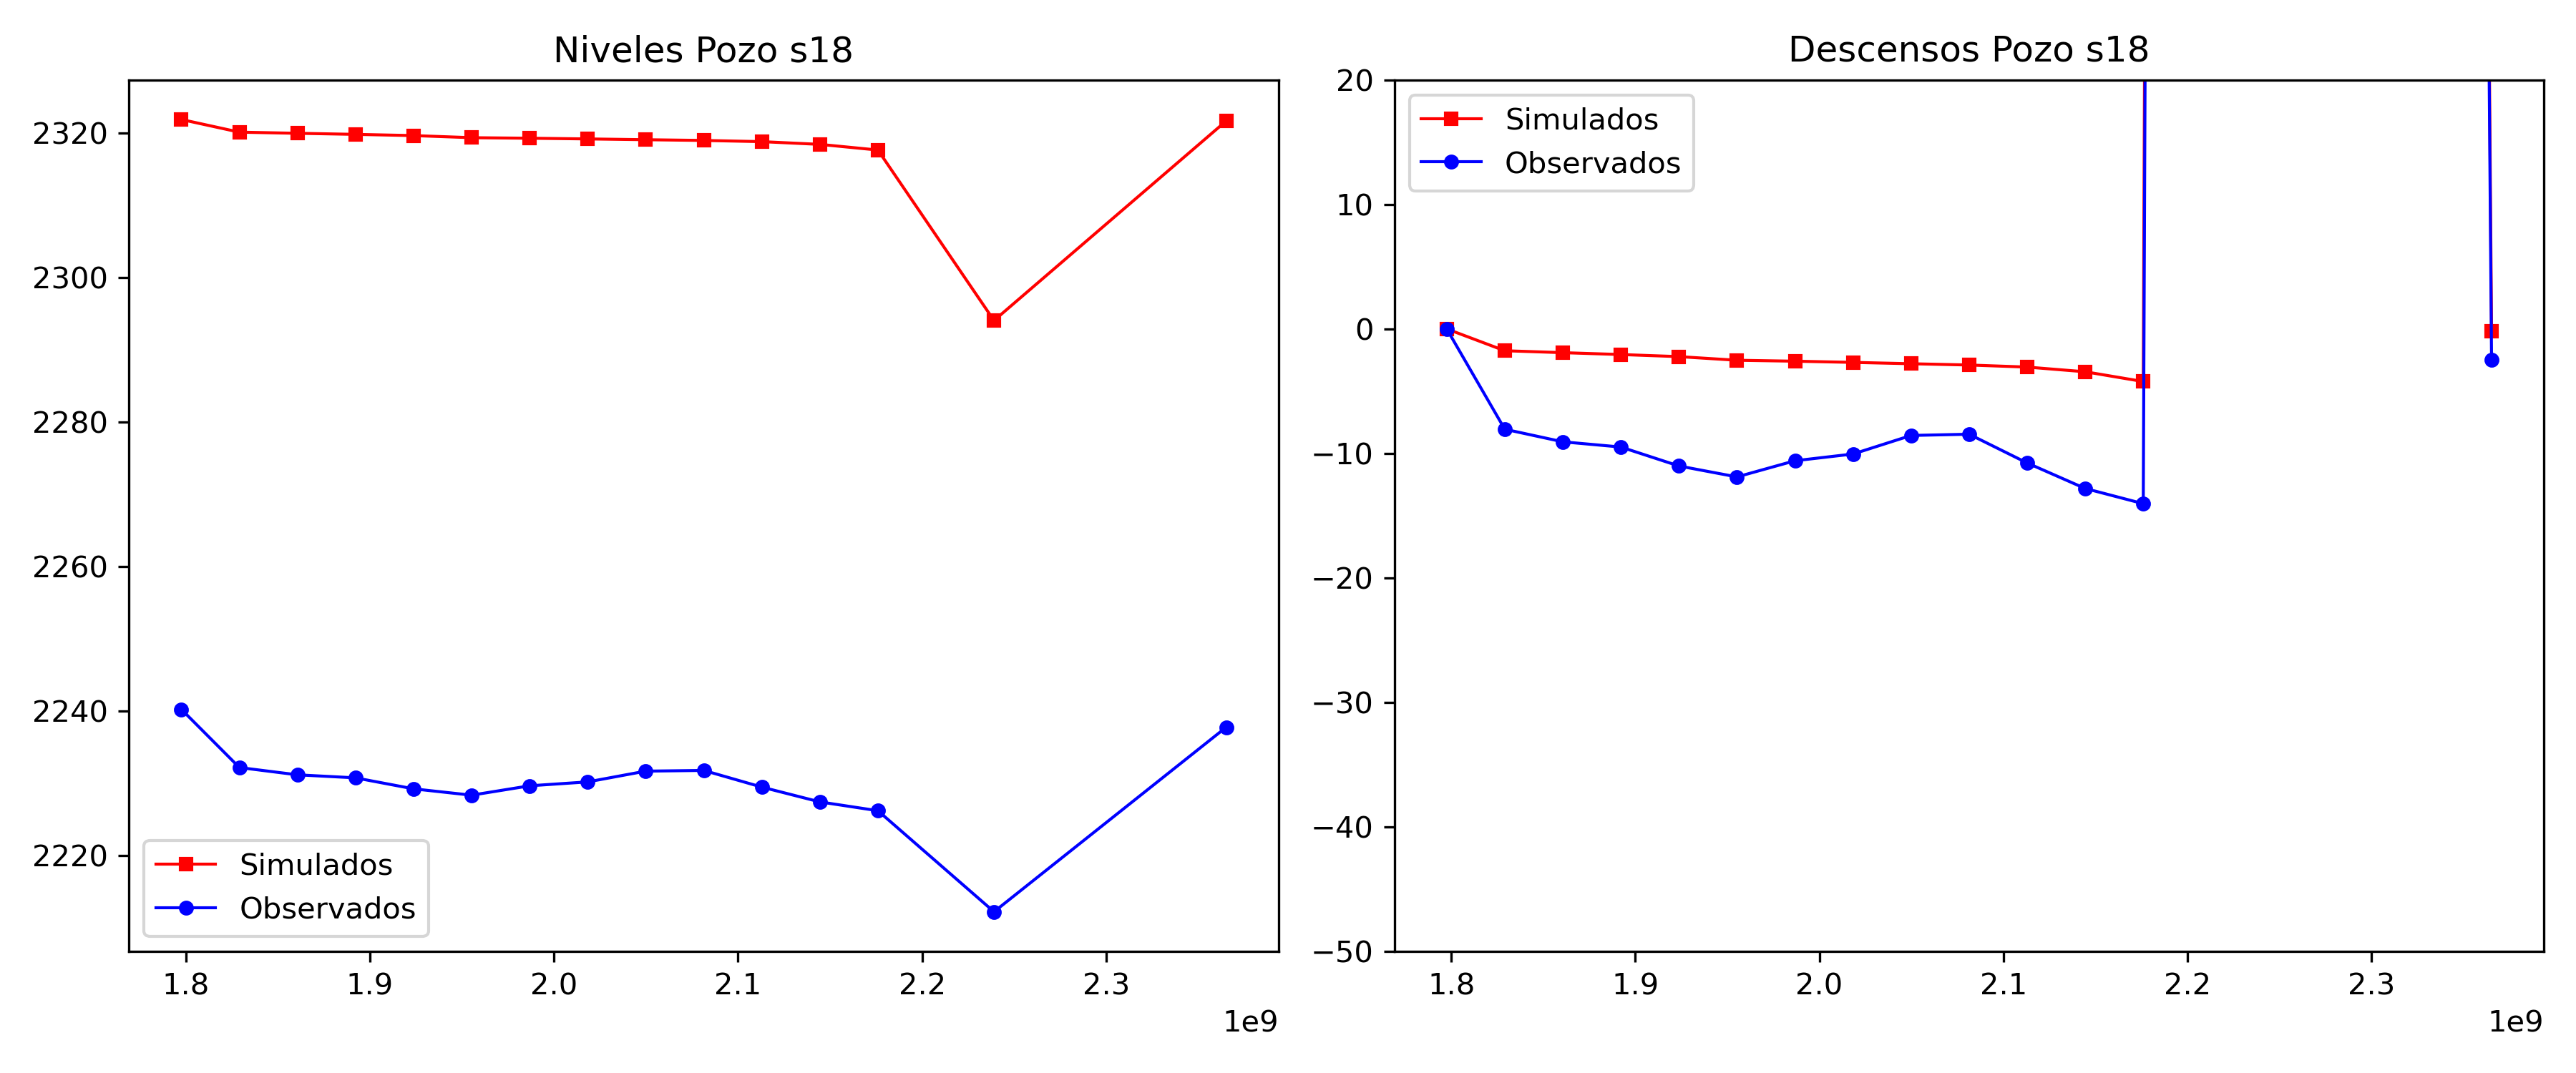 Niveles Pozo s18
2320
2300
2280
2260
2240
2220
Simulados
Observados
1.8 1.9 2.0 2.1 2.2 2.3
1e9
Descensos Pozo s18
20
10
0
−10
−20
−30
−40
−50
Simulados
Observados
1.8 1.9 2.0 2.1 2.2 2.3
1e9